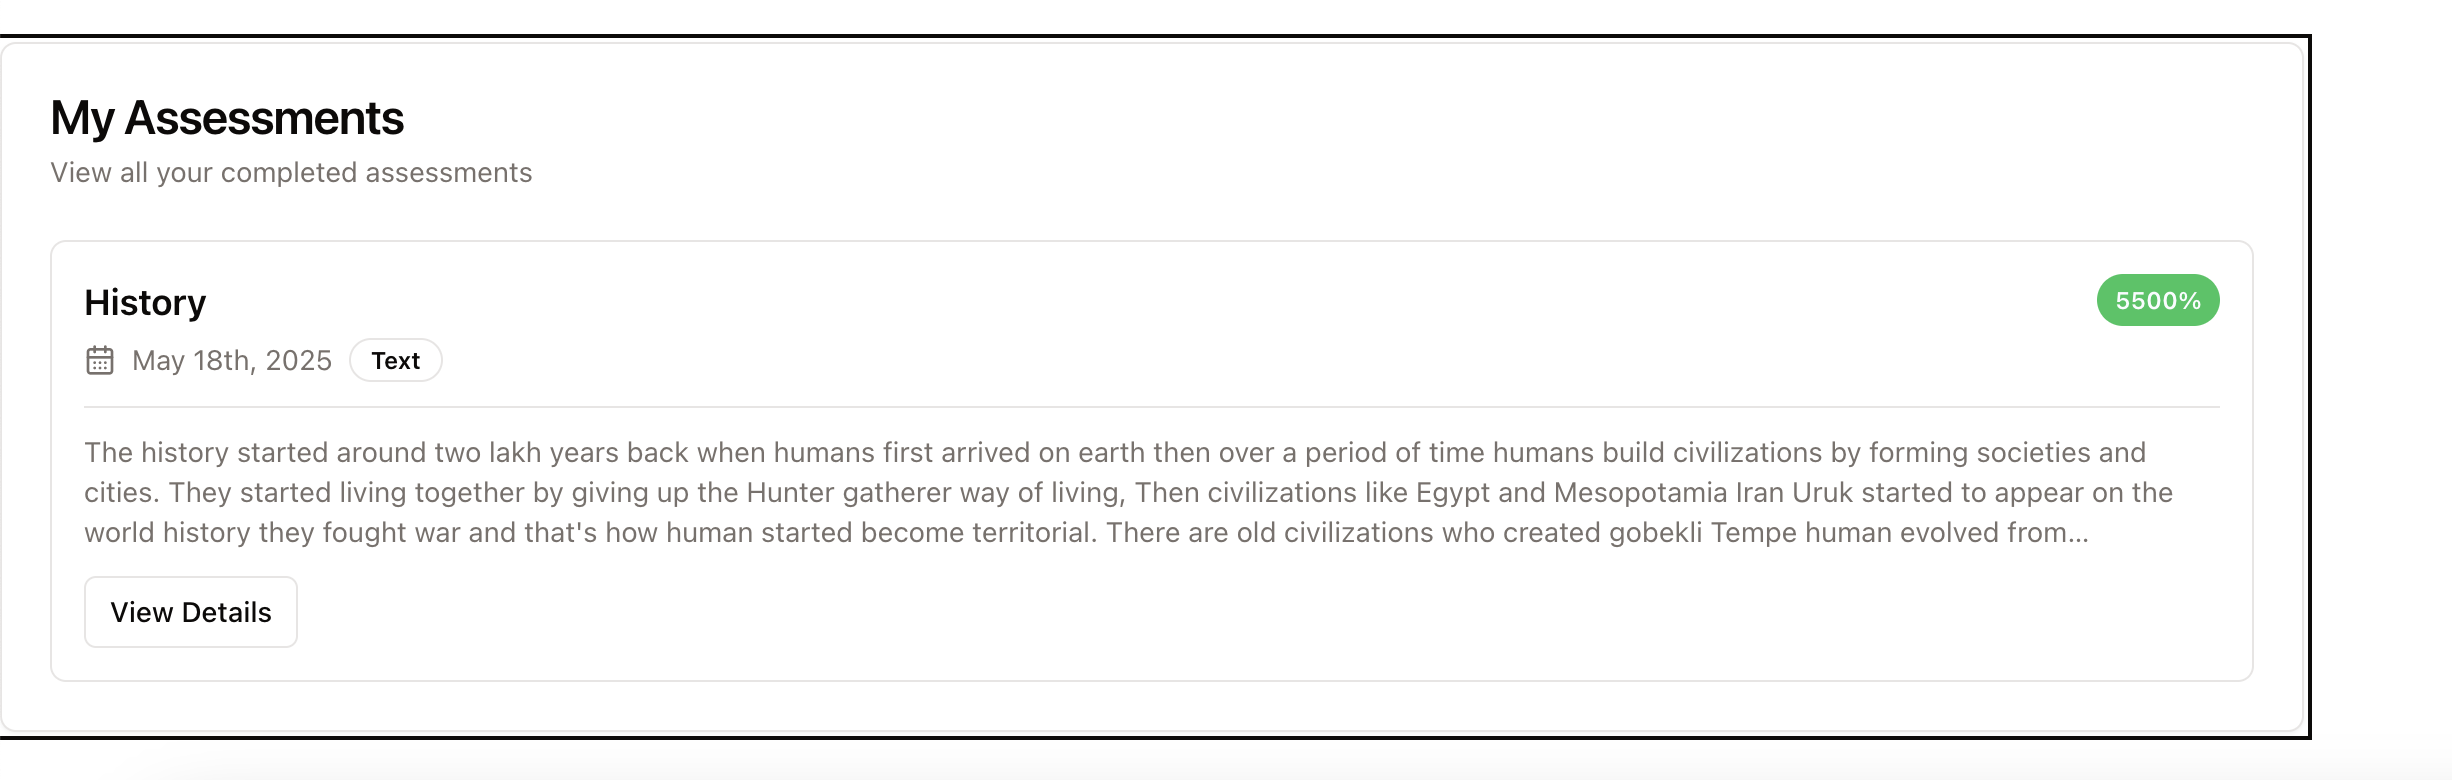 My Assessments
View all your completed assessments
History
5500%
May 18th, 2025
Text
The history started around two lakh years back when humans first arrived on earth then over a period of time humans build civilizations by forming societies and
cities. They started living together by giving up the Hunter gatherer way of living, Then civilizations like Egypt and Mesopotamia Iran Uruk started to appear on the
world history they fought war and that's how human started become territorial. There are old civilizations who created gobekli Tempe human evolved from...
View Details